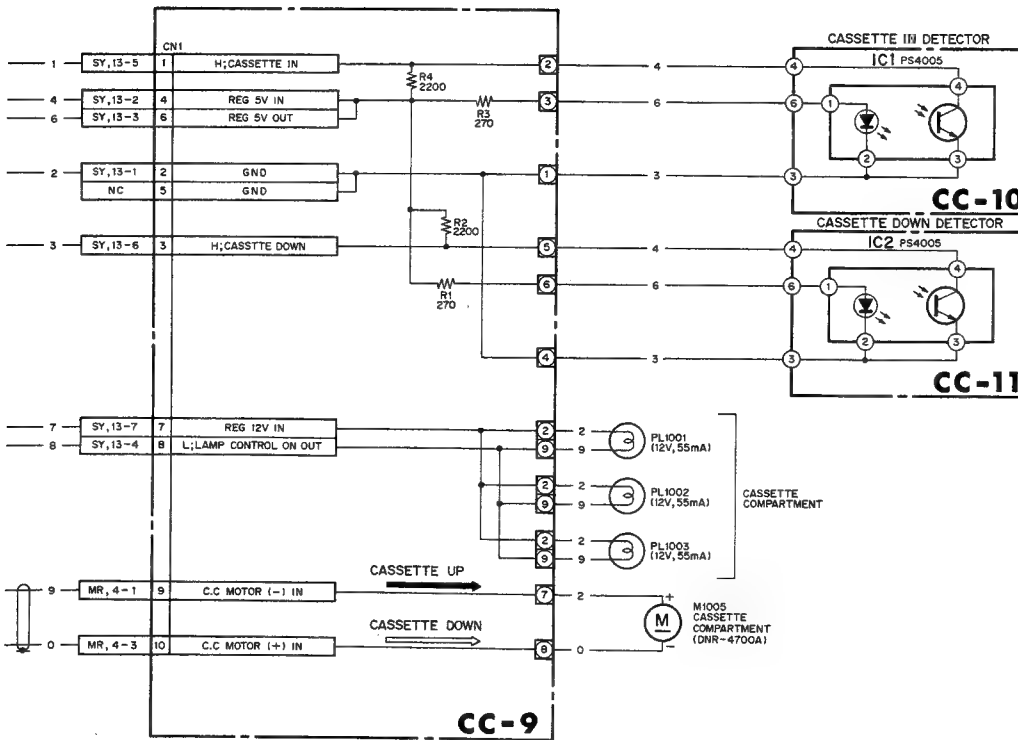 CN1
1 SY,13-5 1 H;CASSETTE IN 2 4
4 SY,13-2 4 REG 5V IN
6 SY,13-3 6 REG 5V OUT
R4
2200
R3
270
3 6
2 SY,13-1 2 GND 1 3
NC 5 GND
R2
2200
3 SY,13-6 3 H;CASSTTE DOWN 5 4
R1
270
6 6
4 3
CASSETTE IN DETECTOR
IC1 PS4005
4 4
6 1
2 3
3
CC-10
CASSETTE DOWN DETECTOR
IC2 PS4005
4 4
6 1
2 3
3
CC-11
7 SY,13-7 7 REG 12V IN 2 2
8 SY,13-4 8 L;LAMP CONTROL ON OUT 9 9
PL1001
(12V,55mA)
2 2
9 9
PL1002
(12V,55mA)
2 2
9 9
PL1003
(12V,55mA)
CASSETTE
COMPARTMENT
CASSETTE UP
9 MR,4-1 9 C.C MOTOR (-) IN 7 2
CASSETTE DOWN
0 MR,4-3 10 C.C MOTOR (+) IN 8 0
+
M
-
M1005
CASSETTE
COMPARTMENT
(DNR-4700A)
CC-9